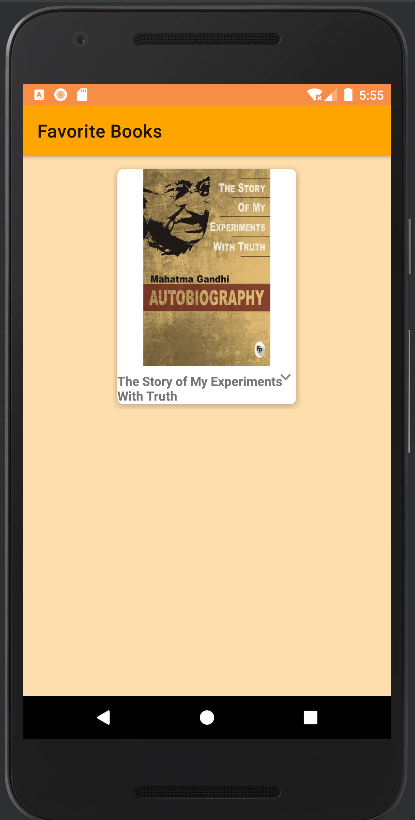 5:55
Favorite Books
THE STORY
OF MY
EXPERIMENTS
WITH TRUTH
Mahatma Gandhi
AUTOBIOGRAPHY
The Story of My Experiments
With Truth